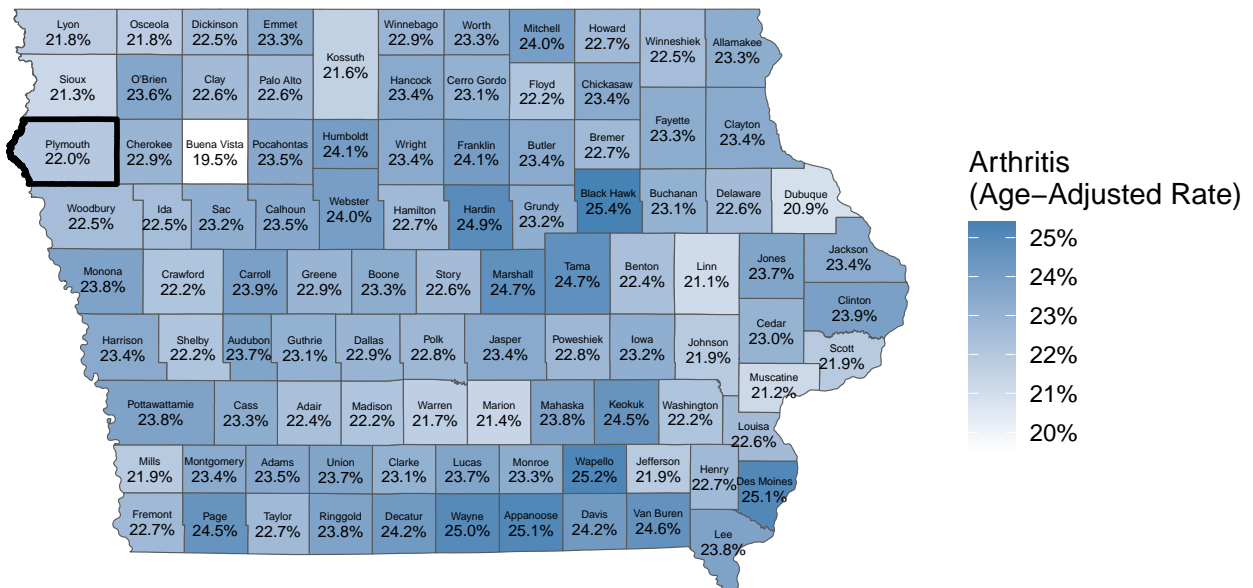 Lyon
21.8%
Osceola
21.8%
Dickinson
22.5%
Emmet
23.3%
Kossuth
21.6%
Winnebago
22.9%
Worth
23.3%
Mitchell
24.0%
Howard
22.7%
Winneshiek
22.5%
Allamakee
23.3%
Sioux
21.3%
O'Brien
23.6%
Clay
22.6%
Palo Alto
22.6%
Hancock
23.4%
Cerro Gordo
23.1%
Floyd
22.2%
Chickasaw
23.4%
Plymouth
22.0%
Cherokee
22.9%
Buena Vista
19.5%
Pocahontas
23.5%
Humboldt
24.1%
Wright
23.4%
Franklin
24.1%
Butler
23.4%
Bremer
22.7%
Fayette
23.3%
Clayton
23.4%
Woodbury
22.5%
Ida
22.5%
Sac
23.2%
Calhoun
23.5%
Webster
24.0%
Hamilton
22.7%
Hardin
24.9%
Grundy
23.2%
Black Hawk
25.4%
Buchanan
23.1%
Delaware
22.6%
Dubuque
20.9%
Monona
23.8%
Crawford
22.2%
Carroll
23.9%
Greene
22.9%
Boone
23.3%
Story
22.6%
Marshall
24.7%
Tama
24.7%
Benton
22.4%
Linn
21.1%
Jones
23.7%
Jackson
23.4%
Clinton
23.9%
Harrison
23.4%
Shelby
22.2%
Audubon
23.7%
Guthrie
23.1%
Dallas
22.9%
Polk
22.8%
Jasper
23.4%
Poweshiek
22.8%
Iowa
23.2%
Johnson
21.9%
Cedar
23.0%
Scott
21.9%
Muscatine
21.2%
Pottawattamie
23.8%
Cass
23.3%
Adair
22.4%
Madison
22.2%
Warren
21.7%
Marion
21.4%
Mahaska
23.8%
Keokuk
24.5%
Washington
22.2%
Louisa
22.6%
Mills
21.9%
Montgomery
23.4%
Adams
23.5%
Union
23.7%
Clarke
23.1%
Lucas
23.7%
Monroe
23.3%
Wapello
25.2%
Jefferson
21.9%
Henry
22.7%
Des Moines
25.1%
Fremont
22.7%
Page
24.5%
Taylor
22.7%
Ringgold
23.8%
Decatur
24.2%
Wayne
25.0%
Appanoose
25.1%
Davis
24.2%
Van Buren
24.6%
Lee
23.8%
Arthritis
(Age−Adjusted Rate)
25%
24%
23%
22%
21%
20%